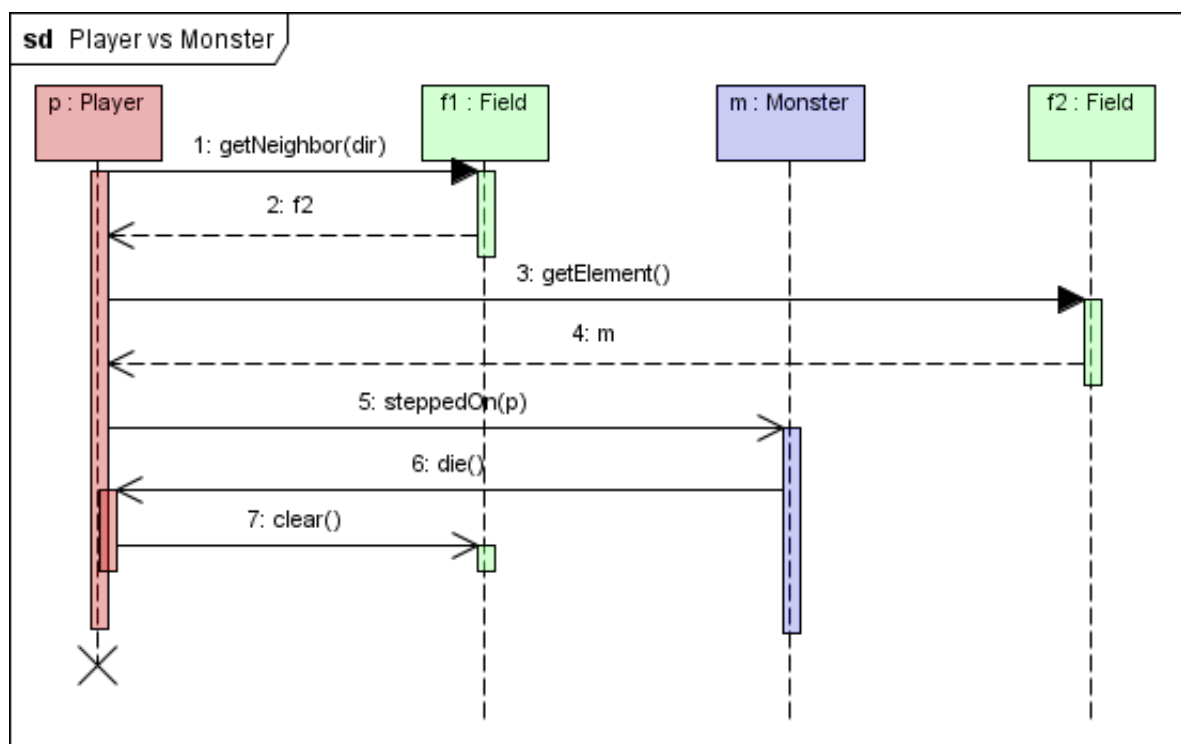 sd Player vs Monster
p : Player
f1 : Field
m : Monster
f2 : Field
1: getNeighbor(dir)
2: f2
3: getElement()
4: m
5: steppedOn(p)
6: die()
7: clear()